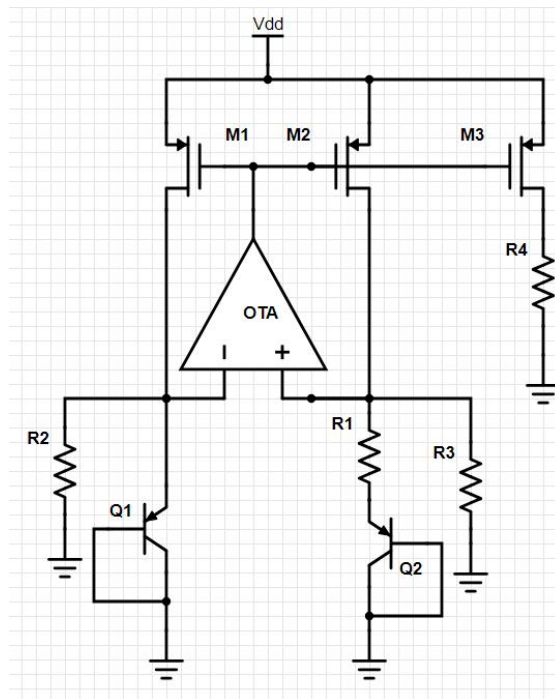 Vdd
M1 M2 M3
R4
OTA
- +
R2 R1 R3
Q1
Q2